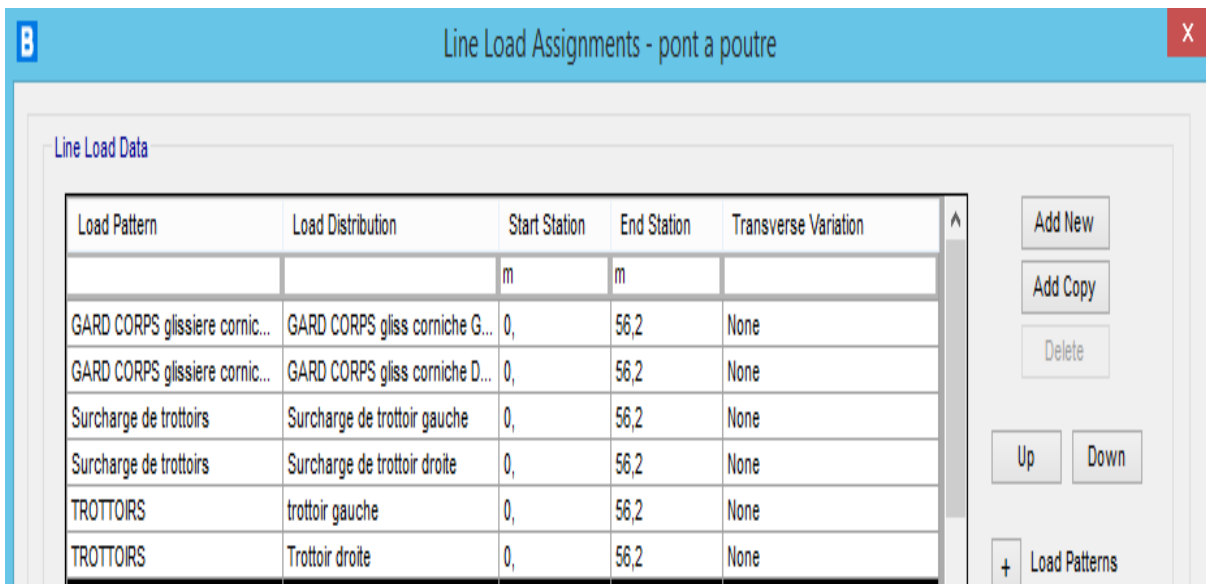 B Line Load Assignments - pont a poutre X
Line Load Data
Load Pattern Load Distribution Start Station End Station Transverse Variation
m m
GARD CORPS glissiere cornic... GARD CORPS gliss corniche G... 0, 56,2 None
GARD CORPS glissiere cornic... GARD CORPS gliss corniche D... 0, 56,2 None
Surcharge de trottoirs Surcharge de trottoir gauche 0, 56,2 None
Surcharge de trottoirs Surcharge de trottoir droite 0, 56,2 None
TROTTOIRS trottoir gauche 0, 56,2 None
TROTTOIRS Trottoir droite 0, 56,2 None
Add New
Add Copy
Delete
Up Down
+ Load Patterns